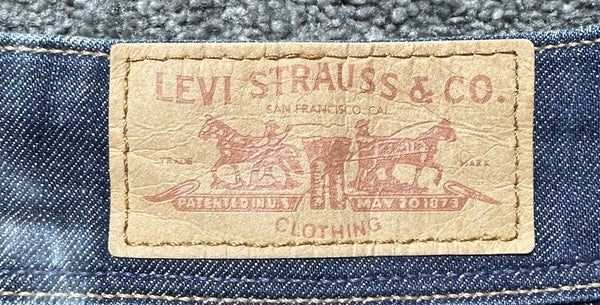 LEVI STRAUSS & CO.
SAN FRANCISCO, CAL
TRADE MARK
PATENTED IN U.S. MAY 20 1873
CLOTHING